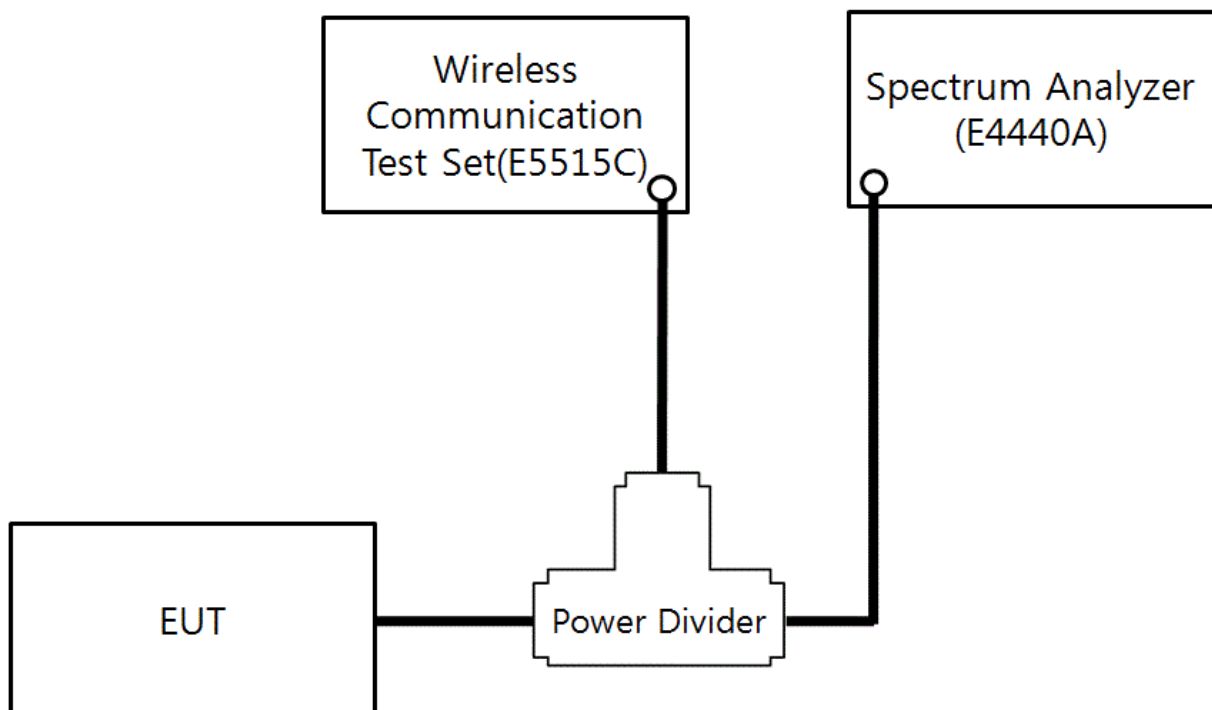 Wireless
Communication
Test Set(E5515C)
Spectrum Analyzer
(E4440A)
EUT
Power Divider